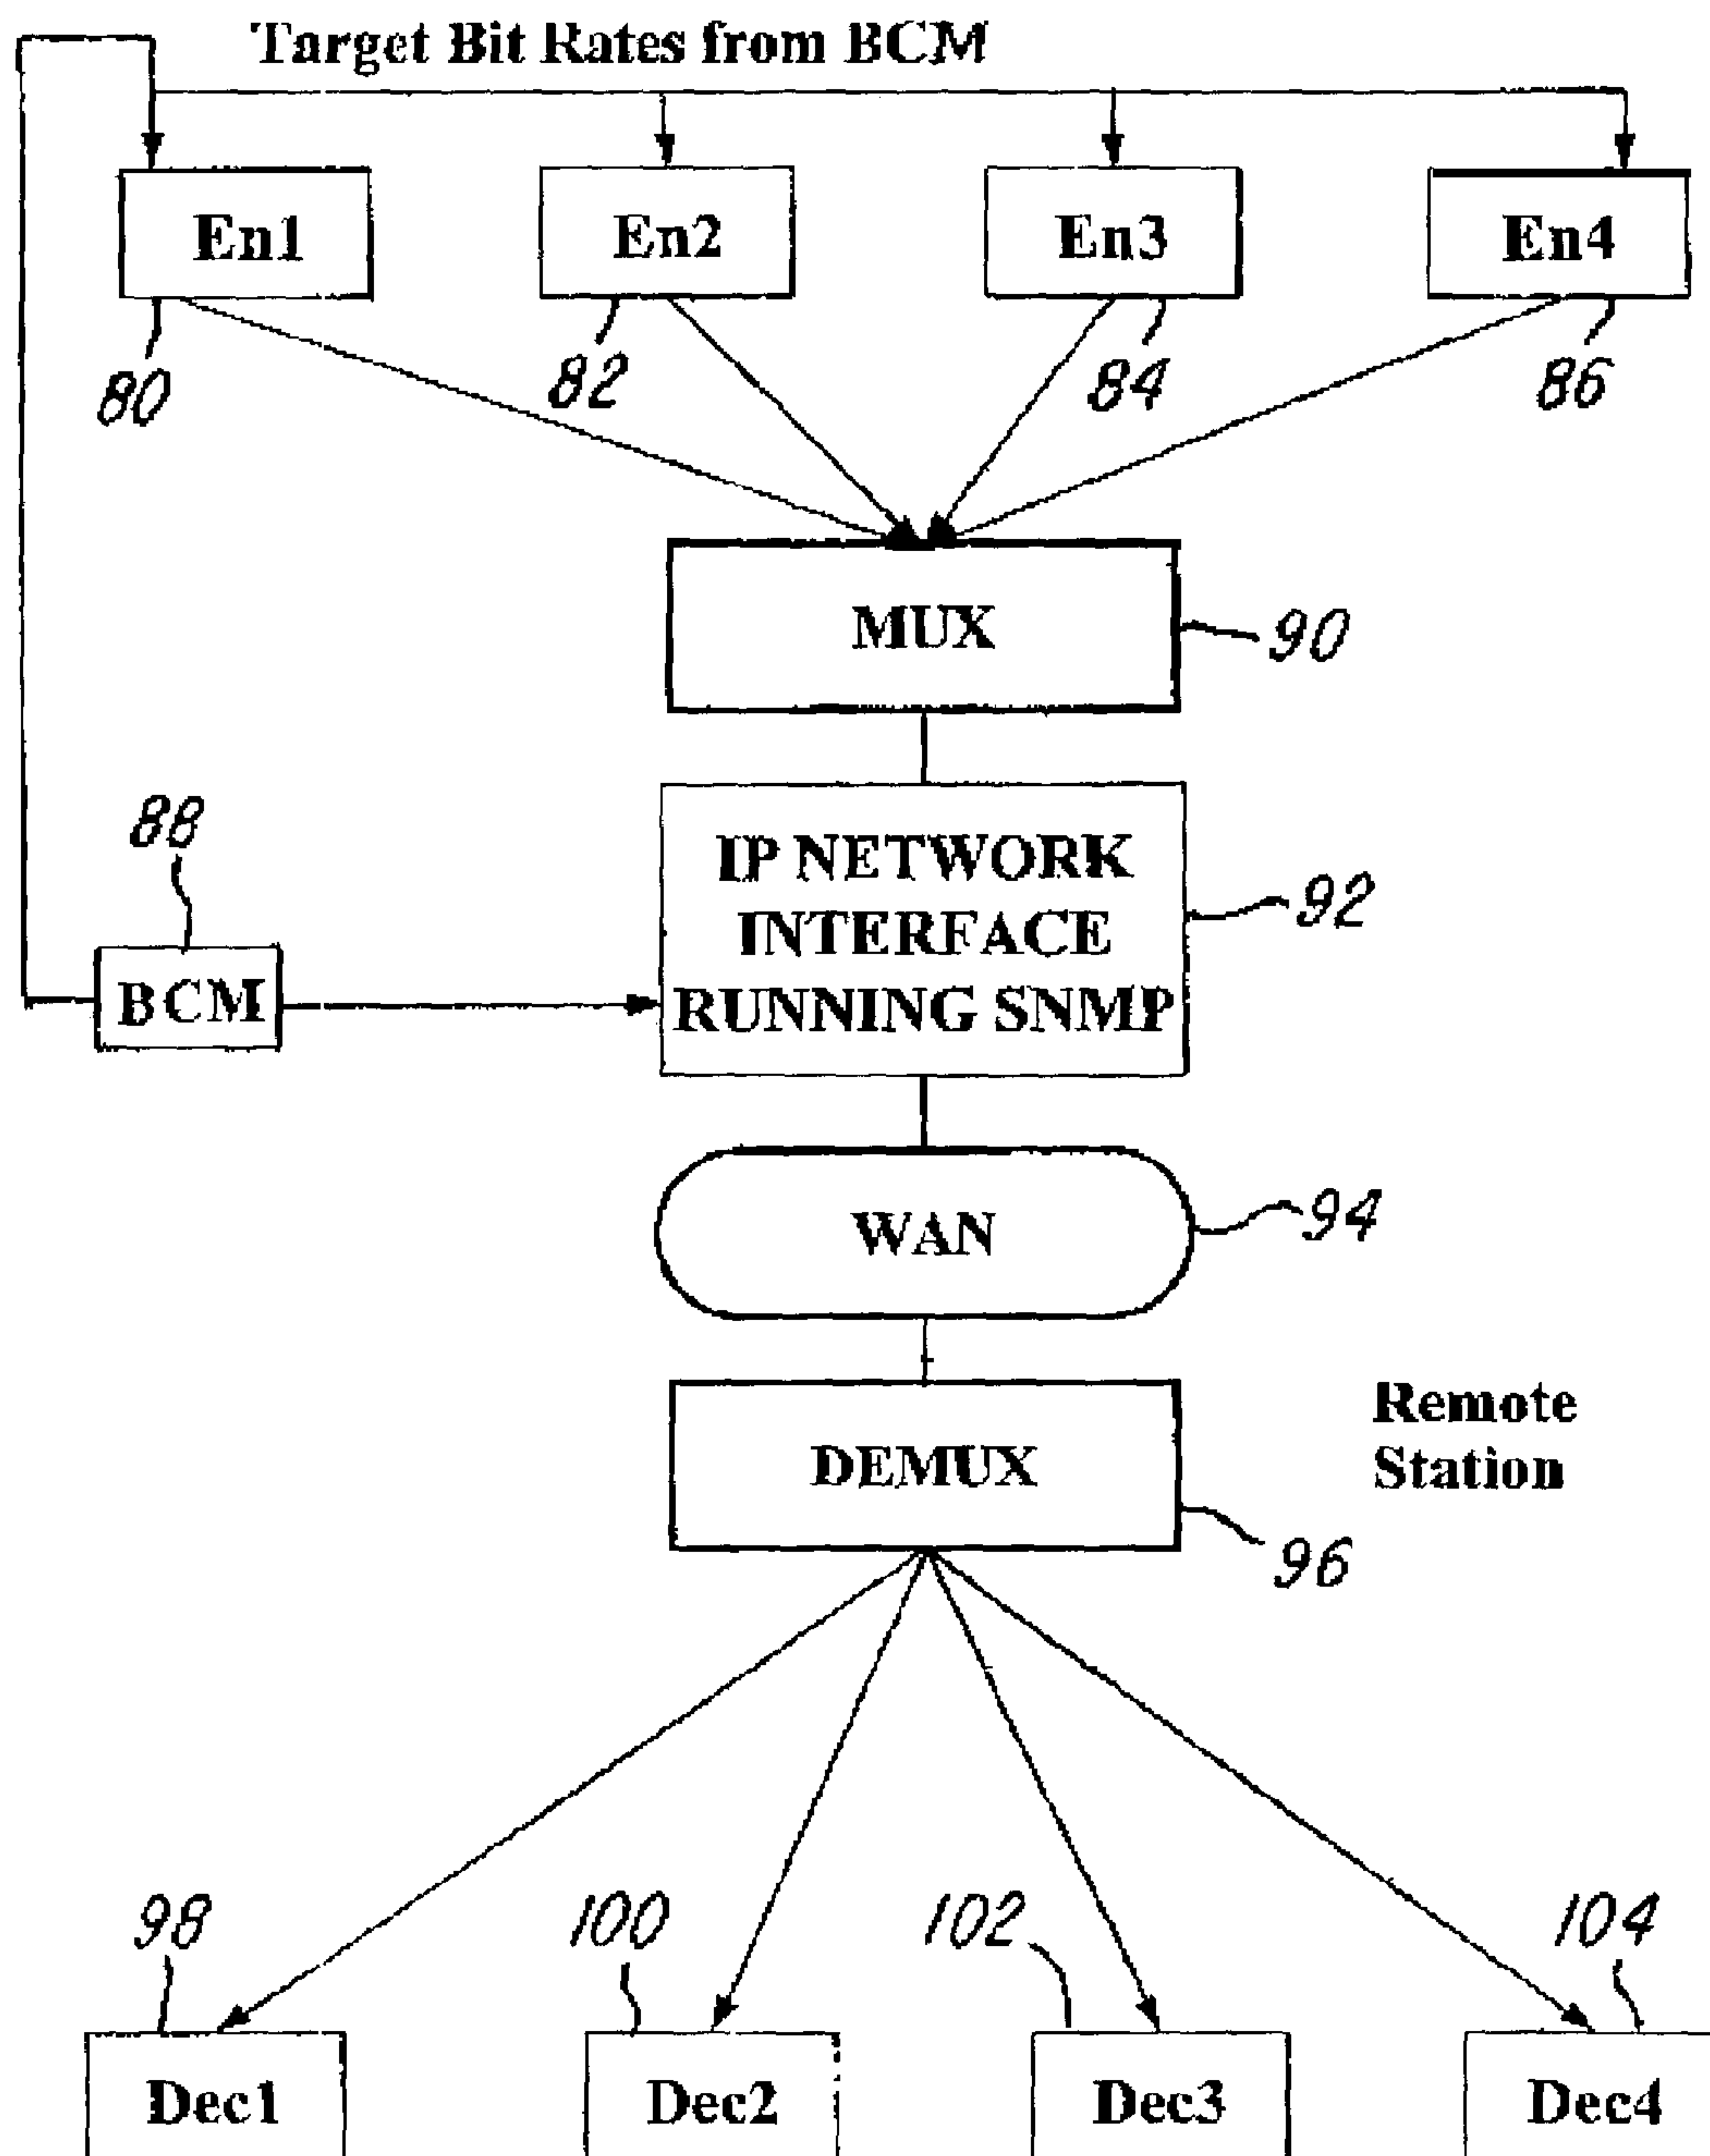 Target Bit Rates from BCM
En1 En2 En3 En4
80 82 84 86
MUX
90
88
IP NETWORK
INTERFACE
RUNNING SNMP
92
BCM
WAN
94
Remote
Station
DEMUX
96
98 100 102 104
Dec1 Dec2 Dec3 Dec4